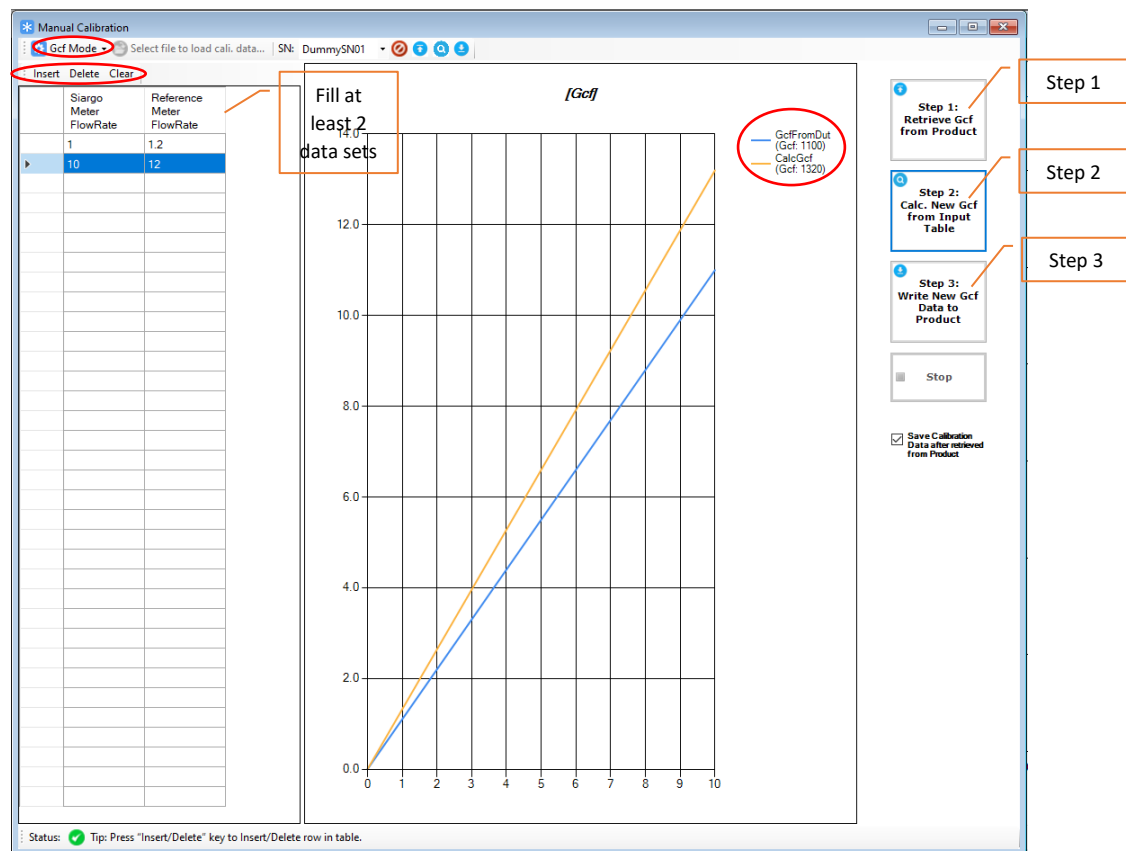 Manual Calibration
Gcf Mode Select file to load cali. data... SN: DummySN01
Insert Delete Clear
Siargo
Meter
FlowRate
Reference
Meter
FlowRate
1 1.2
10 12
Fill at
least 2
data sets
[Gcf]
14.0
12.0
10.0
8.0
6.0
4.0
2.0
0.0
0 1 2 3 4 5 6 7 8 9 10
GcfFromDut
(Gcf: 1100)
CalcGcf
(Gcf: 1320)
Step 1:
Retrieve Gcf
from Product
Step 1
Step 2:
Calc. New Gcf
from Input
Table
Step 2
Step 3:
Write New Gcf
Data to
Product
Step 3
Stop
Save Calibration
Data after retrieved
from Product
Status: Tip: Press "Insert/Delete" key to Insert/Delete row in table.